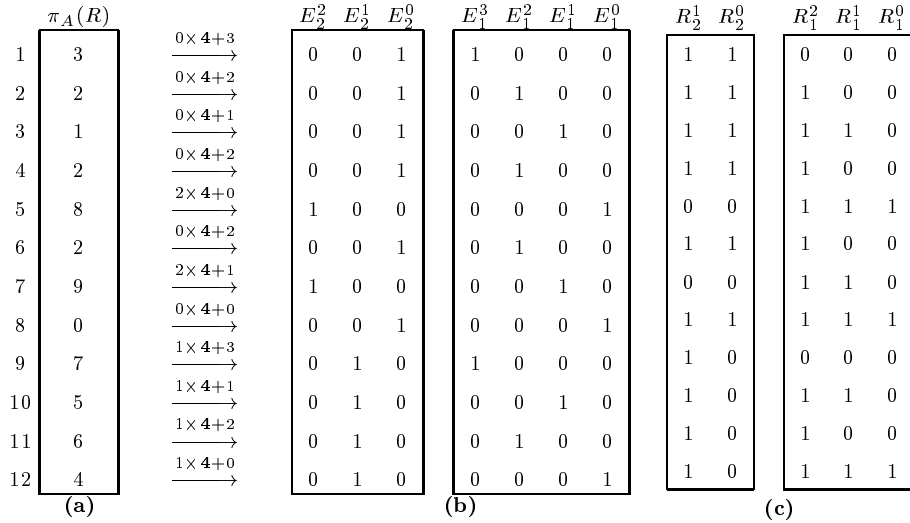 π_A(R) E_2^2 E_2^1 E_2^0 E_1^3 E_1^2 E_1^1 E_1^0 R_2^1 R_2^0 R_1^2 R_1^1 R_1^0
1 3 0×4+3 0 0 1 1 0 0 0 1 1 0 0 0
2 2 0×4+2 0 0 1 0 1 0 0 1 1 1 0 0
3 1 0×4+1 0 0 1 0 0 1 0 1 1 1 1 0
4 2 0×4+2 0 0 1 0 1 0 0 1 1 1 0 0
5 8 2×4+0 1 0 0 0 0 0 1 0 0 1 1 1
6 2 0×4+2 0 0 1 0 1 0 0 1 1 1 0 0
7 9 2×4+1 1 0 0 0 0 1 0 0 0 1 1 0
8 0 0×4+0 0 0 1 0 0 0 1 1 1 1 1 1
9 7 1×4+3 0 1 0 1 0 0 0 1 0 0 0 0
10 5 1×4+1 0 1 0 0 0 1 0 1 0 1 1 0
11 6 1×4+2 0 1 0 0 1 0 0 1 0 1 0 0
12 4 1×4+0 0 1 0 0 0 0 1 1 0 1 1 1
(a) (b) (c)